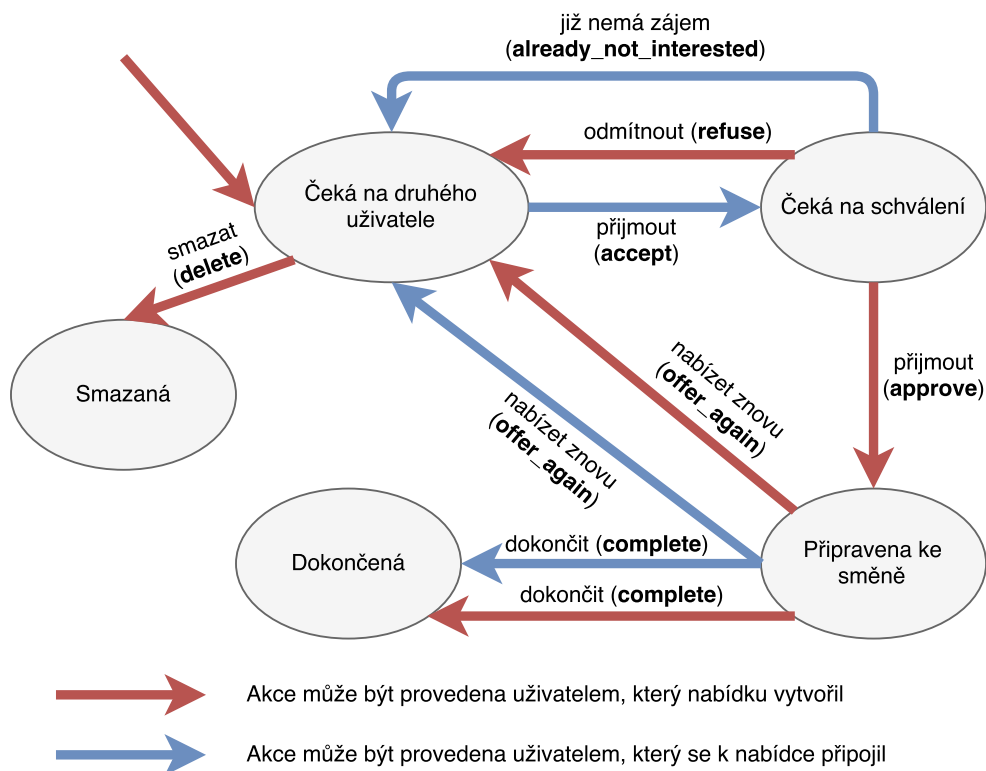 již nemá zájem
(already_not_interested)
odmítnout (refuse)
Čeká na druhého
uživatele
Čeká na schválení
přijmout
(accept)
smazat
(delete)
Smazaná
nabízet znovu
(offer_again)
přijmout
(approve)
nabízet znovu
(offer_again)
Dokončená
dokončit (complete)
dokončit (complete)
Připravena ke
směně
Akce může být provedena uživatelem, který nabídku vytvořil
Akce může být provedena uživatelem, který se k nabídce připojil